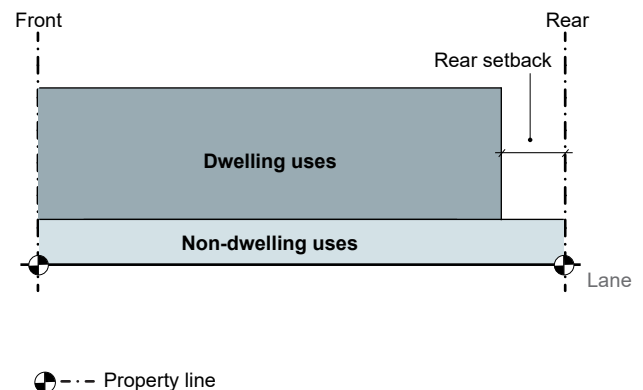 Front
Rear
Rear setback
Dwelling uses
Non-dwelling uses
Lane
Property line